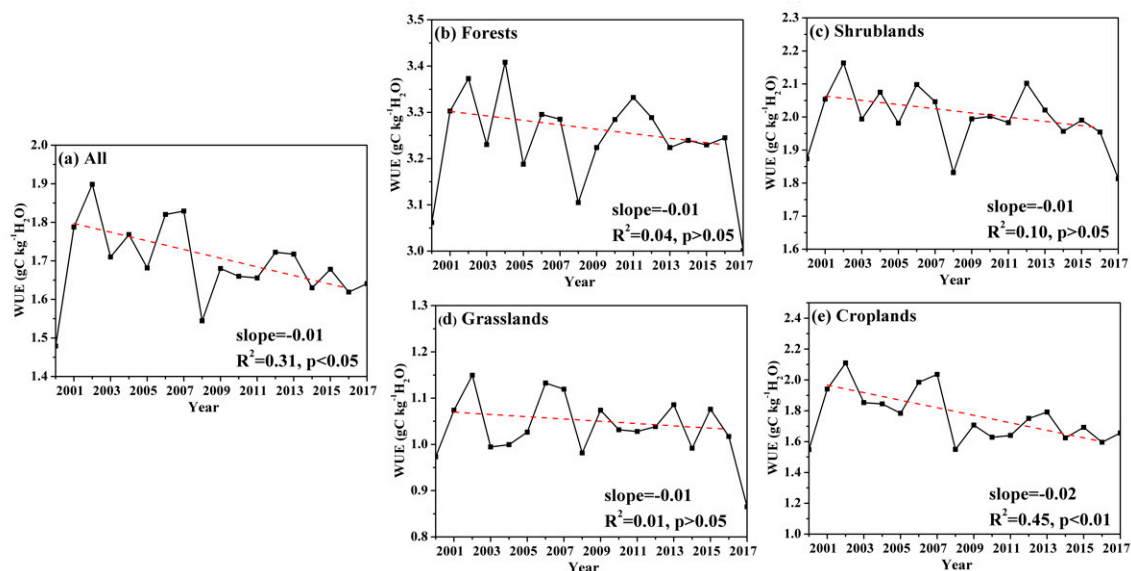 (a) All
WUE (gC kg⁻¹H₂O)
2.0
1.9
1.8
1.7
1.6
1.5
1.4
slope=-0.01
R²=0.31, p<0.05
2001 2003 2005 2007 2009 2011 2013 2015 2017
Year
(b) Forests
WUE (gC kg⁻¹H₂O)
3.5
3.4
3.3
3.2
3.1
3.0
slope=-0.01
R²=0.04, p>0.05
2001 2003 2005 2007 2009 2011 2013 2015 2017
Year
(c) Shrublands
WUE (gC kg⁻¹H₂O)
2.3
2.2
2.1
2.0
1.9
1.8
1.7
1.6
slope=-0.01
R²=0.10, p>0.05
2001 2003 2005 2007 2009 2011 2013 2015 2017
Year
(d) Grasslands
WUE (gC kg⁻¹H₂O)
1.3
1.2
1.1
1.0
0.9
0.8
slope=-0.01
R²=0.01, p>0.05
2001 2003 2005 2007 2009 2011 2013 2015 2017
Year
(e) Croplands
WUE (gC kg⁻¹H₂O)
2.4
2.2
2.0
1.8
1.6
1.4
1.2
1.0
slope=-0.02
R²=0.45, p<0.01
2001 2003 2005 2007 2009 2011 2013 2015 2017
Year